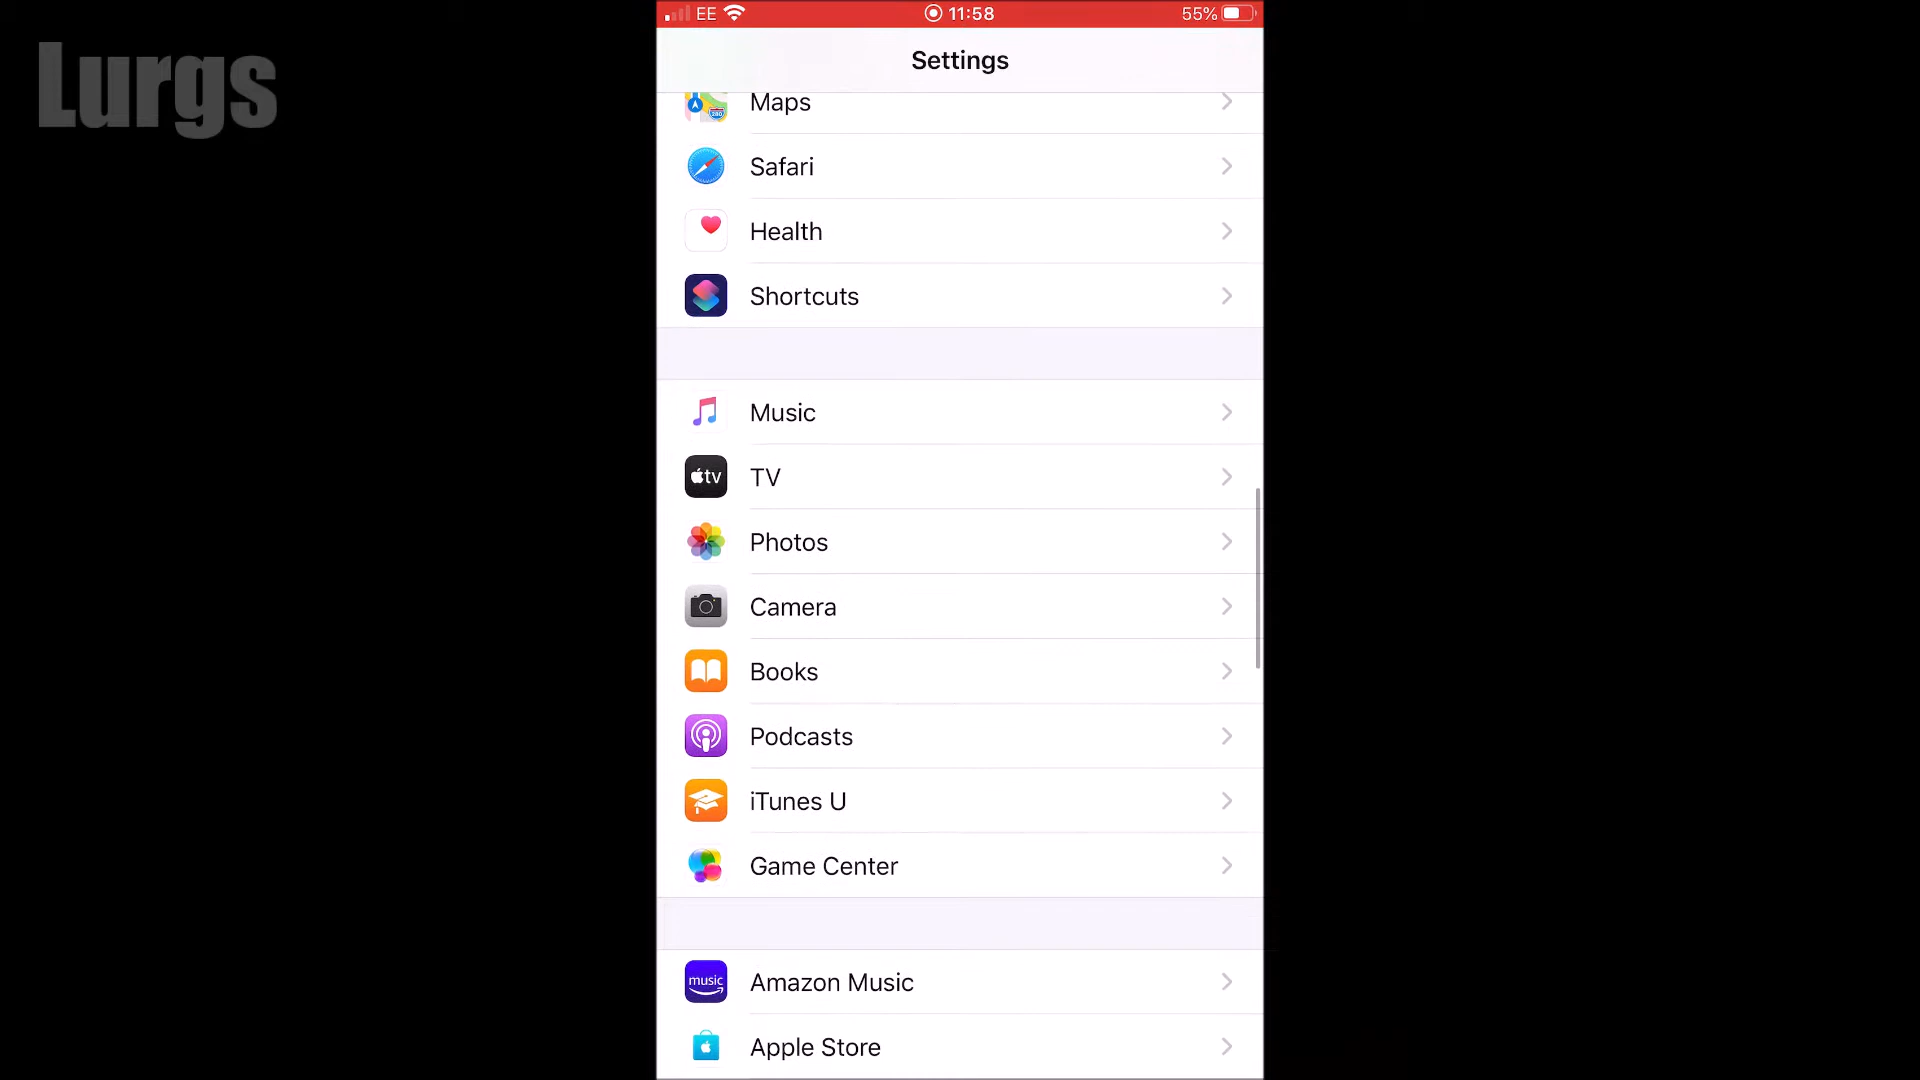 Lurgs
EE 11:58 55%
Settings
Maps
280
Safari
Health
Shortcuts
Music
tv TV
Photos
Camera
Books
Podcasts
iTunes U
Game Center
music Amazon Music
Apple Store